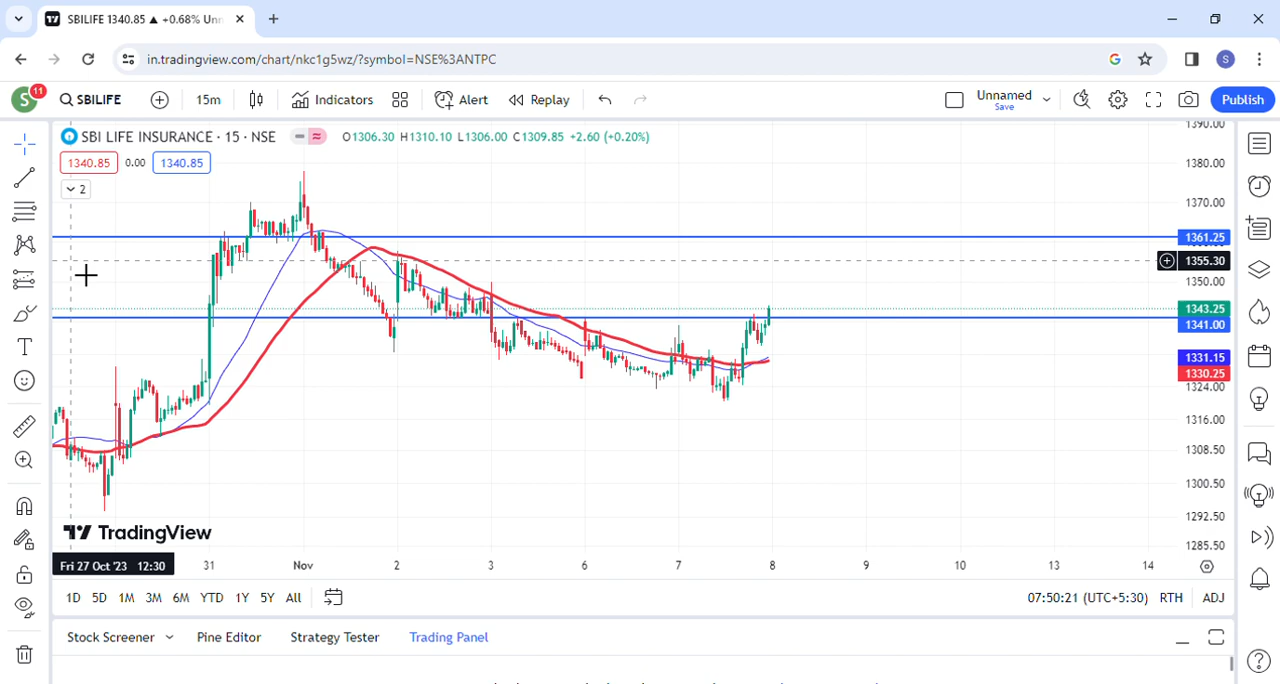 SBILIFE 1340.85 ▲ +0.68% Unn
in.tradingview.com/chart/nkc1g5wz/?symbol=NSE%3ANTPC
S
S 11 SBILIFE 15m Indicators Alert Replay Unnamed Save Publish
SBI LIFE INSURANCE · 15 · NSE O1306.30 H1310.10 L1306.00 C1309.85 +2.60 (+0.20%)
1340.85 0.00 1340.85
2
1390.00
1380.00
1370.00
1361.25
1355.30
1350.00
1343.25
1341.00
1331.15
1330.25
1324.00
1316.00
1308.50
1300.50
1292.50
1285.50
TradingView
Fri 27 Oct '23 12:30 31 Nov 2 3 6 7 8 9 10 13 14
1D 5D 1M 3M 6M YTD 1Y 5Y All 07:50:21 (UTC+5:30) RTH ADJ
Stock Screener Pine Editor Strategy Tester Trading Panel